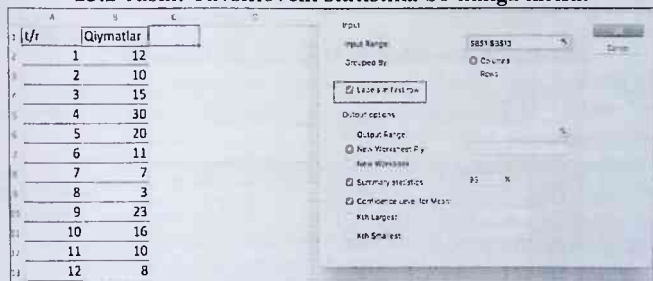 A B C
1 t/r Qiymatlar
1 12
2 10
3 15
4 30
5 20
6 11
7 7
8 3
9 23
10 16
11 10
12 8
Input
Input Range: $B$1:$B$13
Grouped By: Columns
Rows
Labels in first row
Output options
Output Range:
New Worksheet Ply:
New Workbook
Summary statistics
95 %
Confidence Level for Mean:
Kth Largest:
Kth Smallest:
Cancel